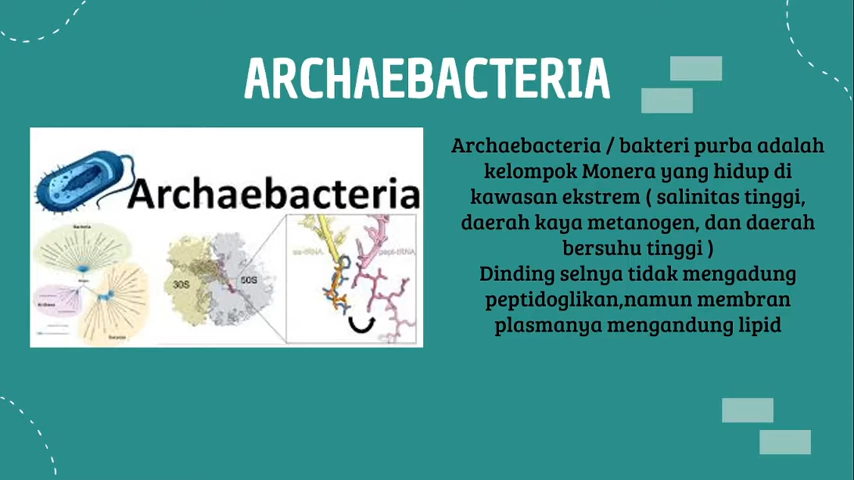 ARCHAEBACTERIA
Archaebacteria
Bacteria
30S
50S
Archaebacteria / bakteri purba adalah
kelompok Monera yang hidup di
kawasan ekstrem ( salinitas tinggi,
daerah kaya metanogen, dan daerah
bersuhu tinggi )
Dinding selnya tidak mengadung
peptidoglikan,namun membran
plasmanya mengandung lipid